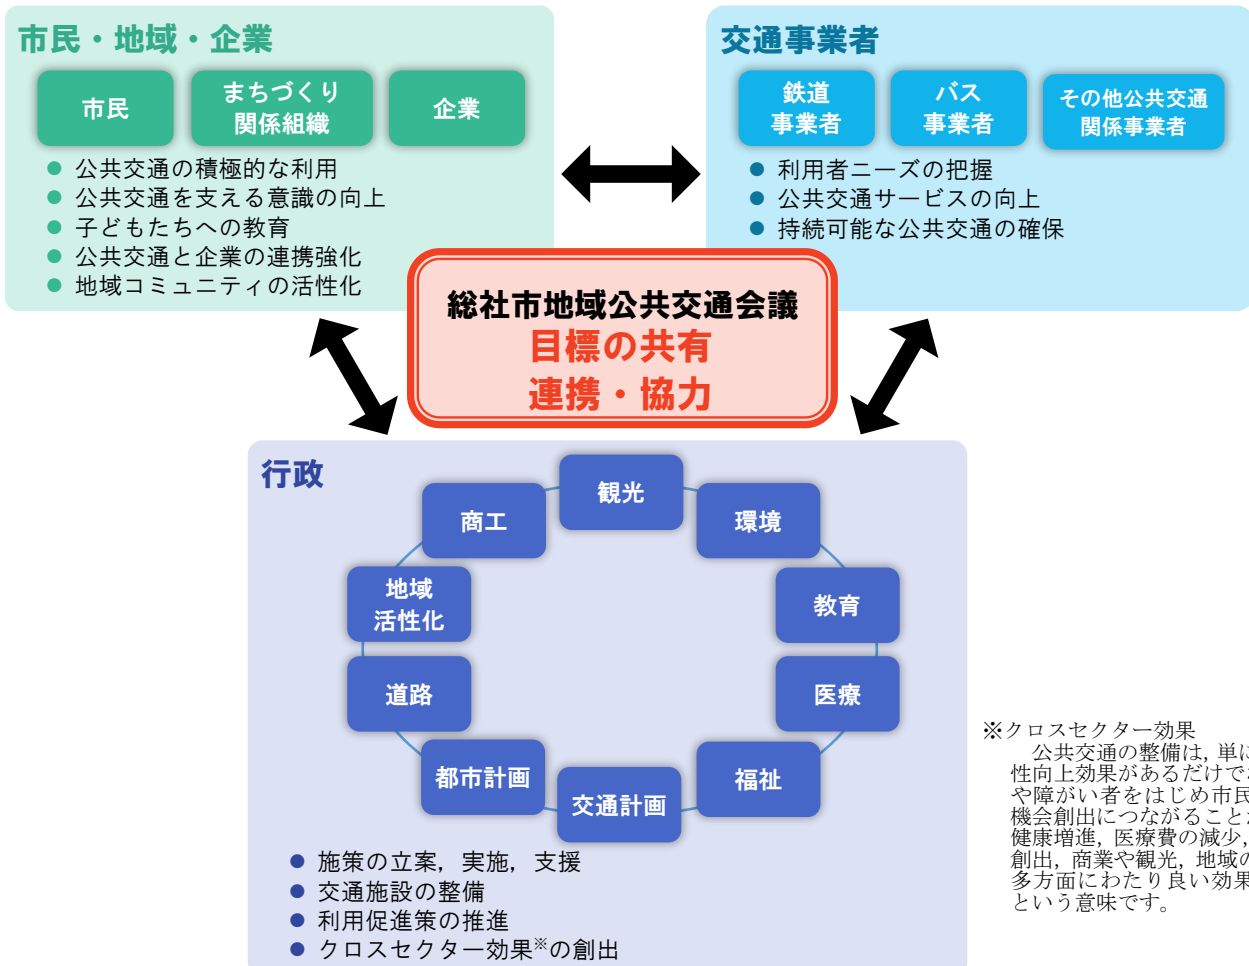 市民・地域・企業
市民
まちづくり
関係組織
企業
● 公共交通の積極的な利用
● 公共交通を支える意識の向上
● 子どもたちへの教育
● 公共交通と企業の連携強化
● 地域コミュニティの活性化
交通事業者
鉄道
事業者
バス
事業者
その他公共交通
関係事業者
● 利用者ニーズの把握
● 公共交通サービスの向上
● 持続可能な公共交通の確保
総社市地域公共交通会議
目標の共有
連携・協力
行政
観光
環境
教育
医療
福祉
交通計画
都市計画
道路
地域
活性化
商工
● 施策の立案，実施，支援
● 交通施設の整備
● 利用促進策の推進
● クロスセクター効果※の創出
※クロスセクター効果
公共交通の整備は，単に
性向上効果があるだけで
や障がい者をはじめ市民
機会創出につながることが
健康増進，医療費の減少，
創出，商業や観光，地域の
多方面にわたり良い効果
という意味です。